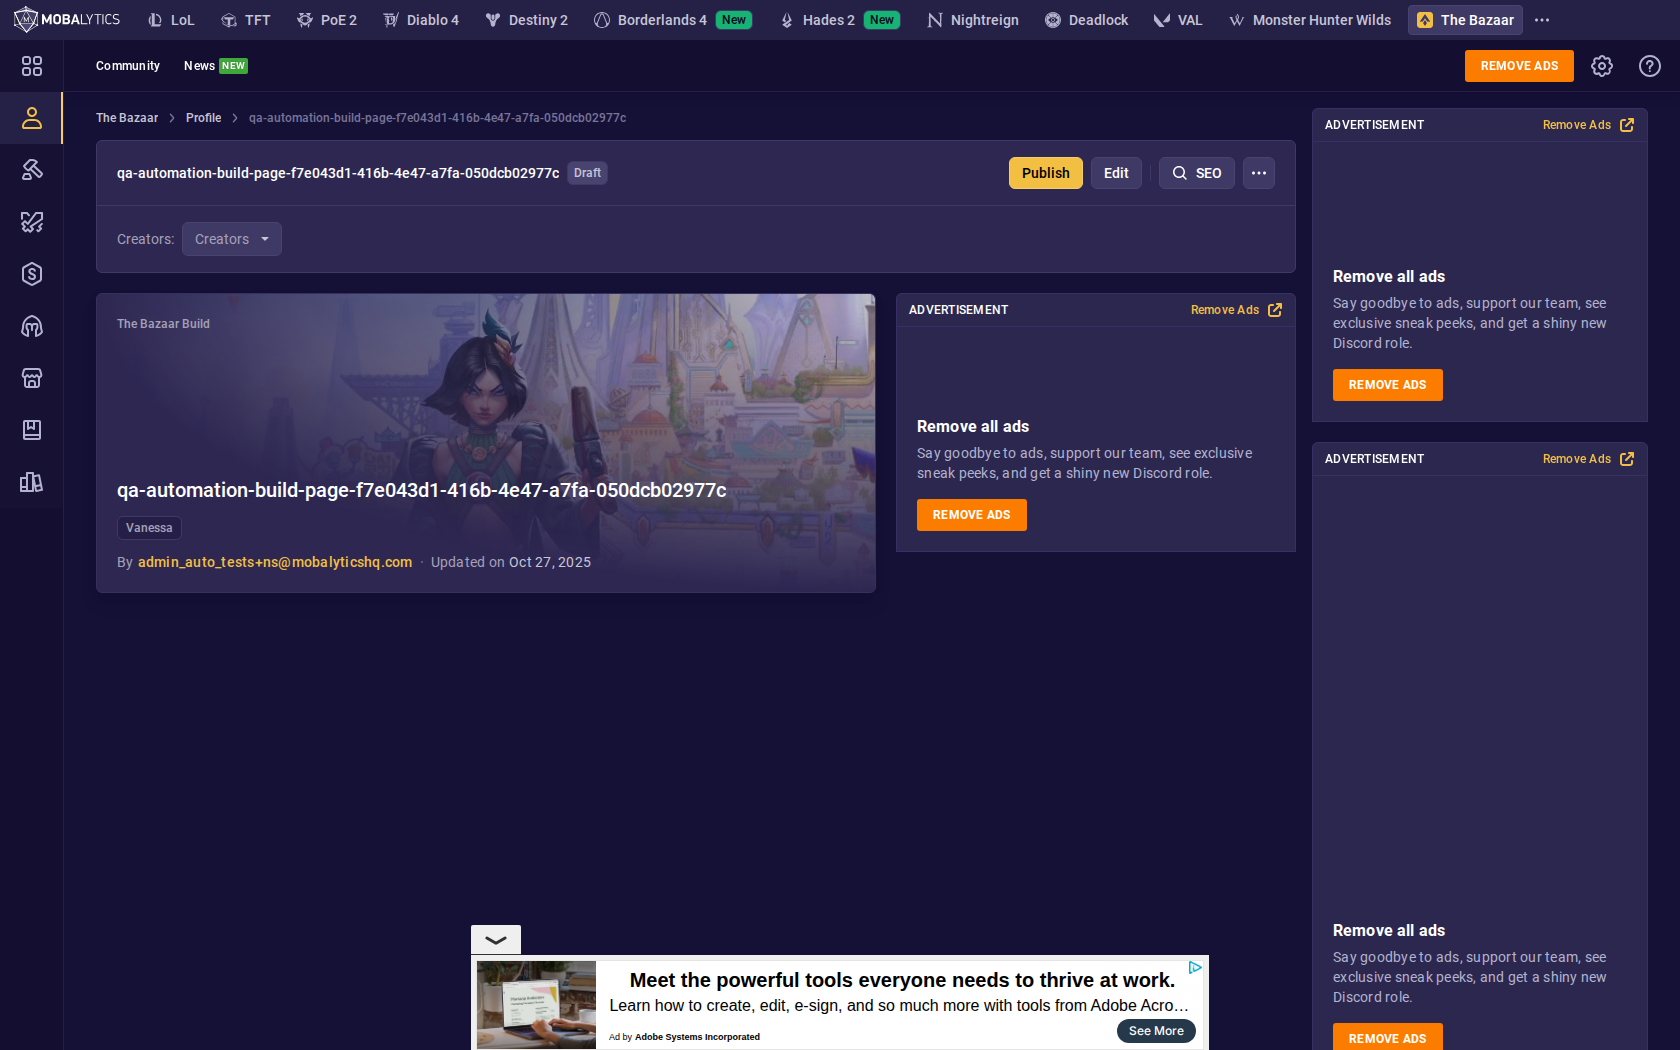 MOBALYTICS
LoL
TFT
PoE 2
Diablo 4
Destiny 2
Borderlands 4 New
Hades 2 New
Nightreign
Deadlock
VAL
Monster Hunter Wilds
The Bazaar
Community
News NEW
REMOVE ADS
The Bazaar
Profile
qa-automation-build-page-f7e043d1-416b-4e47-a7fa-050dcb02977c
qa-automation-build-page-f7e043d1-416b-4e47-a7fa-050dcb02977c Draft
Publish
Edit
SEO
Creators: Creators
The Bazaar Build
qa-automation-build-page-f7e043d1-416b-4e47-a7fa-050dcb02977c
Vanessa
By admin_auto_tests+ns@mobalyticshq.com · Updated on Oct 27, 2025
ADVERTISEMENT Remove Ads
Remove all ads
Say goodbye to ads, support our team, see exclusive
sneak peeks, and get a shiny new Discord role.
REMOVE ADS
ADVERTISEMENT Remove Ads
Remove all ads
Say goodbye to ads, support our team, see
exclusive sneak peeks, and get a shiny new
Discord role.
REMOVE ADS
ADVERTISEMENT Remove Ads
Remove all ads
Say goodbye to ads, support our team, see
exclusive sneak peeks, and get a shiny new
Discord role.
REMOVE ADS
Meet the powerful tools everyone needs to thrive at work.
Learn how to create, edit, e-sign, and so much more with tools from Adobe Acro...
Ad by Adobe Systems Incorporated
See More